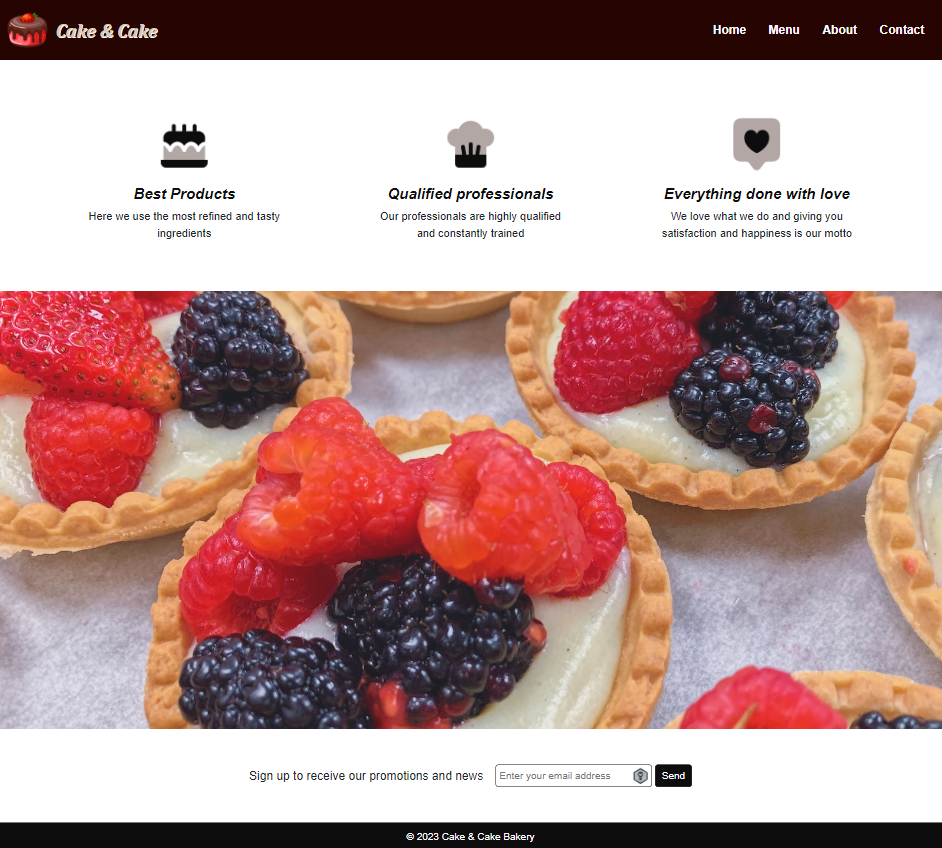 Cake & Cake
Home Menu About Contact
Best Products
Here we use the most refined and tasty
ingredients
Qualified professionals
Our professionals are highly qualified
and constantly trained
Everything done with love
We love what we do and giving you
satisfaction and happiness is our motto
Sign up to receive our promotions and news
Enter your email address
Send
© 2023 Cake & Cake Bakery